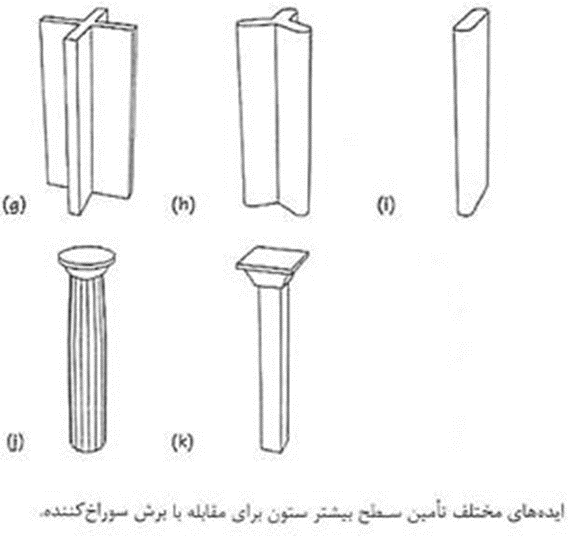 (g) (h) (i)
(j) (k)
ایده‌های مختلف تأمین سطح بیشتر ستون برای مقابله با برش سوراخ‌کننده.